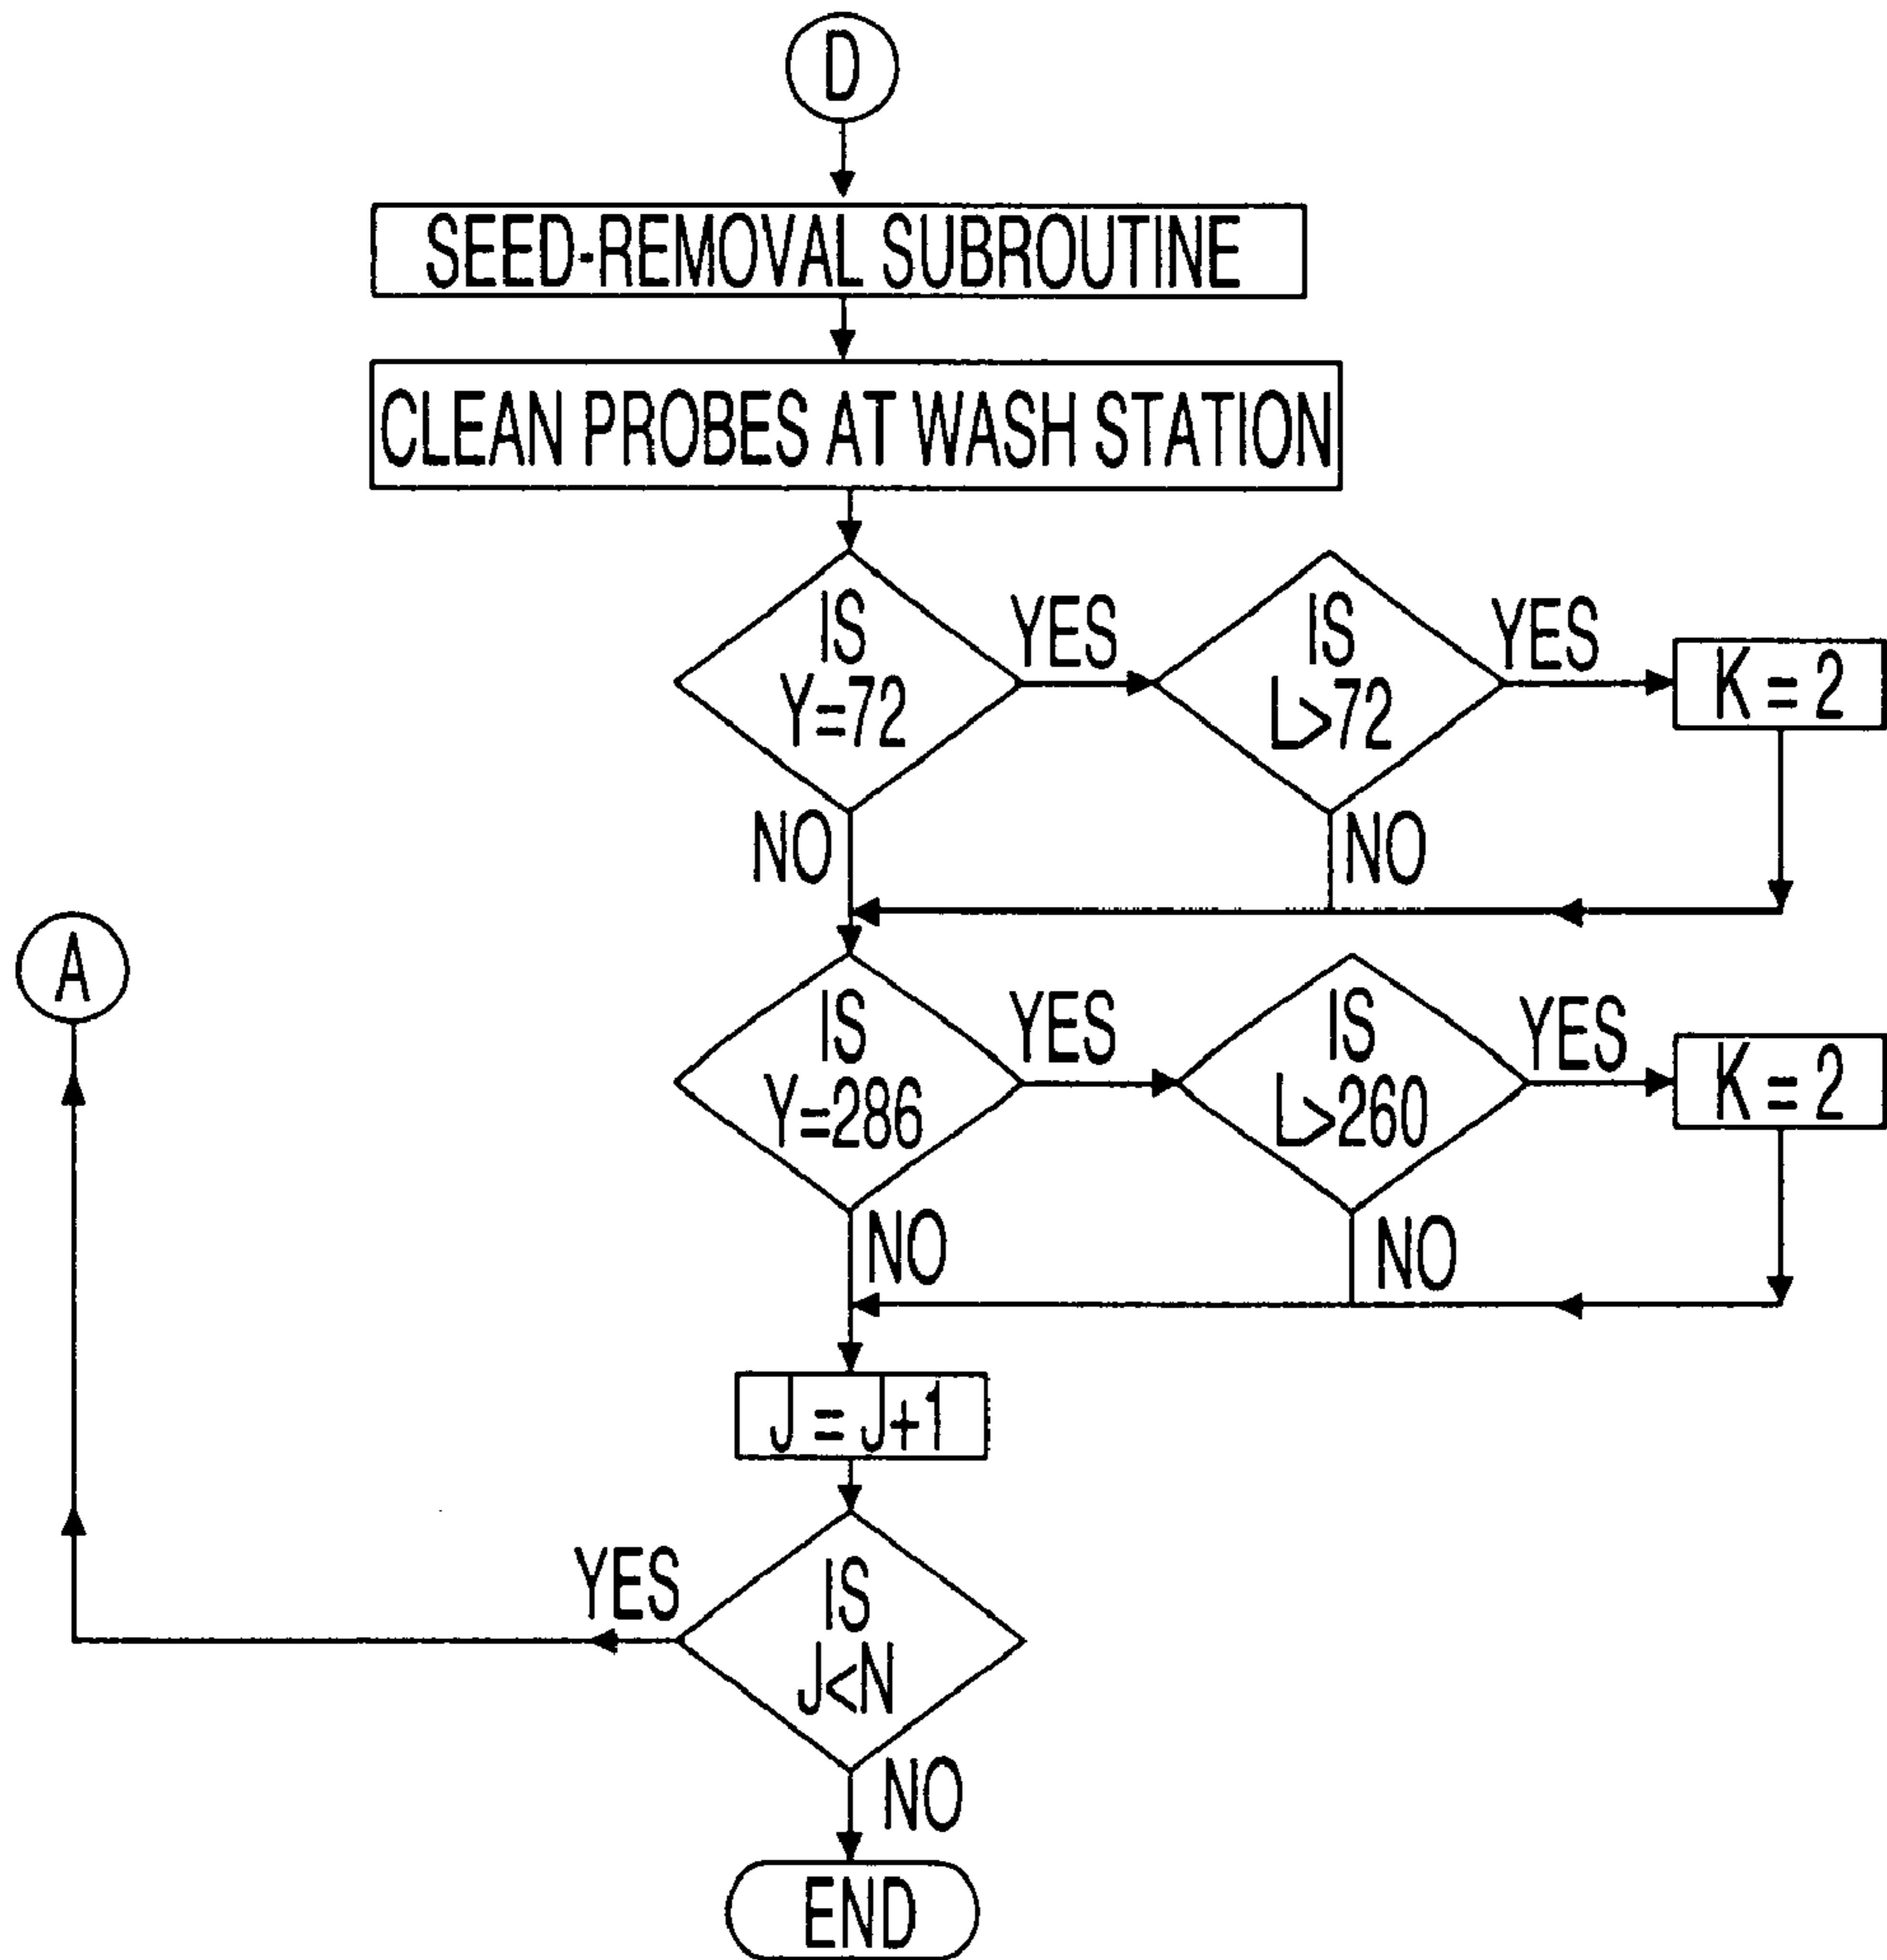 D
SEED-REMOVAL SUBROUTINE
CLEAN PROBES AT WASH STATION
IS
Y=72
YES
IS
L>72
YES
K = 2
NO
NO
A
IS
Y=286
YES
IS
L>260
YES
K = 2
NO
NO
J = J+1
YES
IS
J<N
NO
END